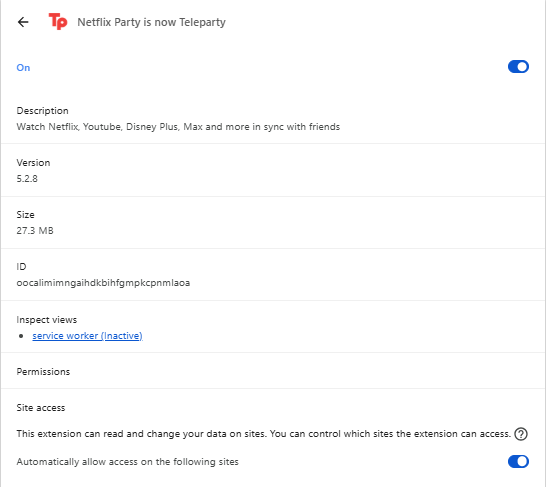 Tp Netflix Party is now Teleparty
On
Description
Watch Netflix, Youtube, Disney Plus, Max and more in sync with friends
Version
5.2.8
Size
27.3 MB
ID
oocalimimngaihdkbihfgmpkcpnmlaoa
Inspect views
service worker (Inactive)
Permissions
Site access
This extension can read and change your data on sites. You can control which sites the extension can access. ?
Automatically allow access on the following sites